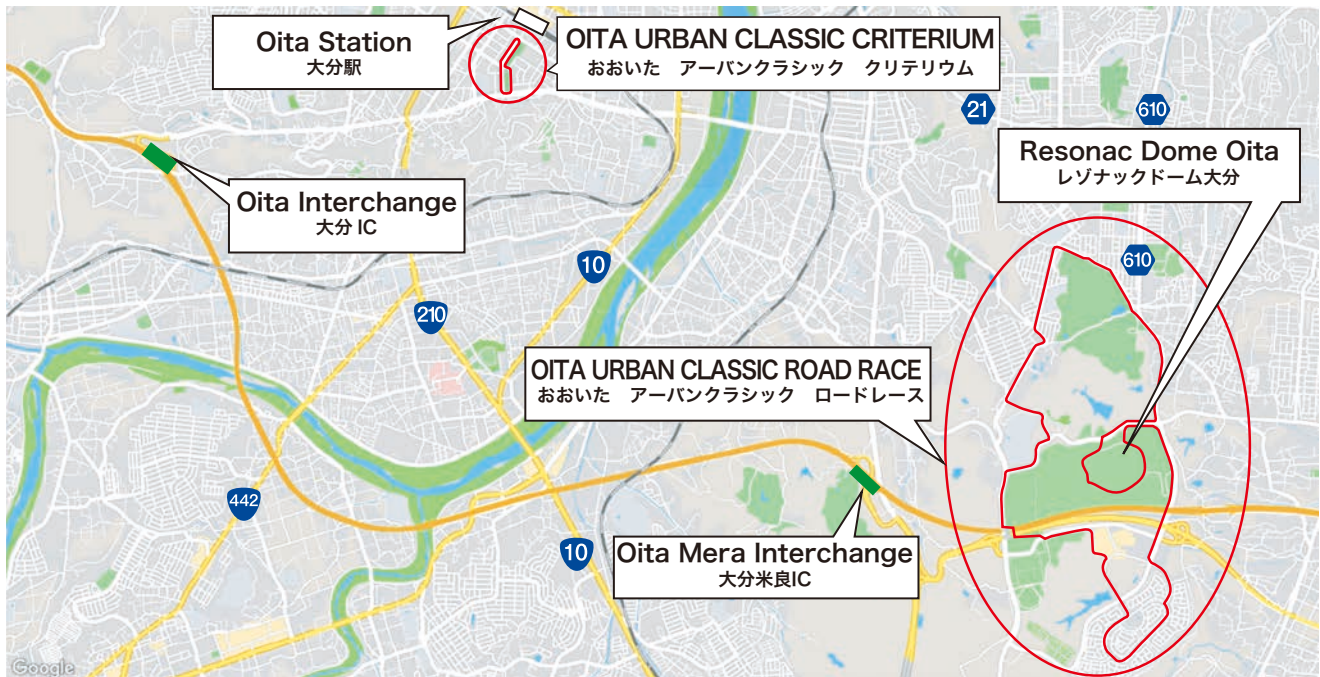 Oita Station
大分駅
OITA URBAN CLASSIC CRITERIUM
おおいた アーバンクラシック クリテリウム
21
610
Resonac Dome Oita
レゾナックドーム大分
Oita Interchange
大分 IC
610
10
210
OITA URBAN CLASSIC ROAD RACE
おおいた アーバンクラシック ロードレース
442
10
Oita Mera Interchange
大分米良IC
Google